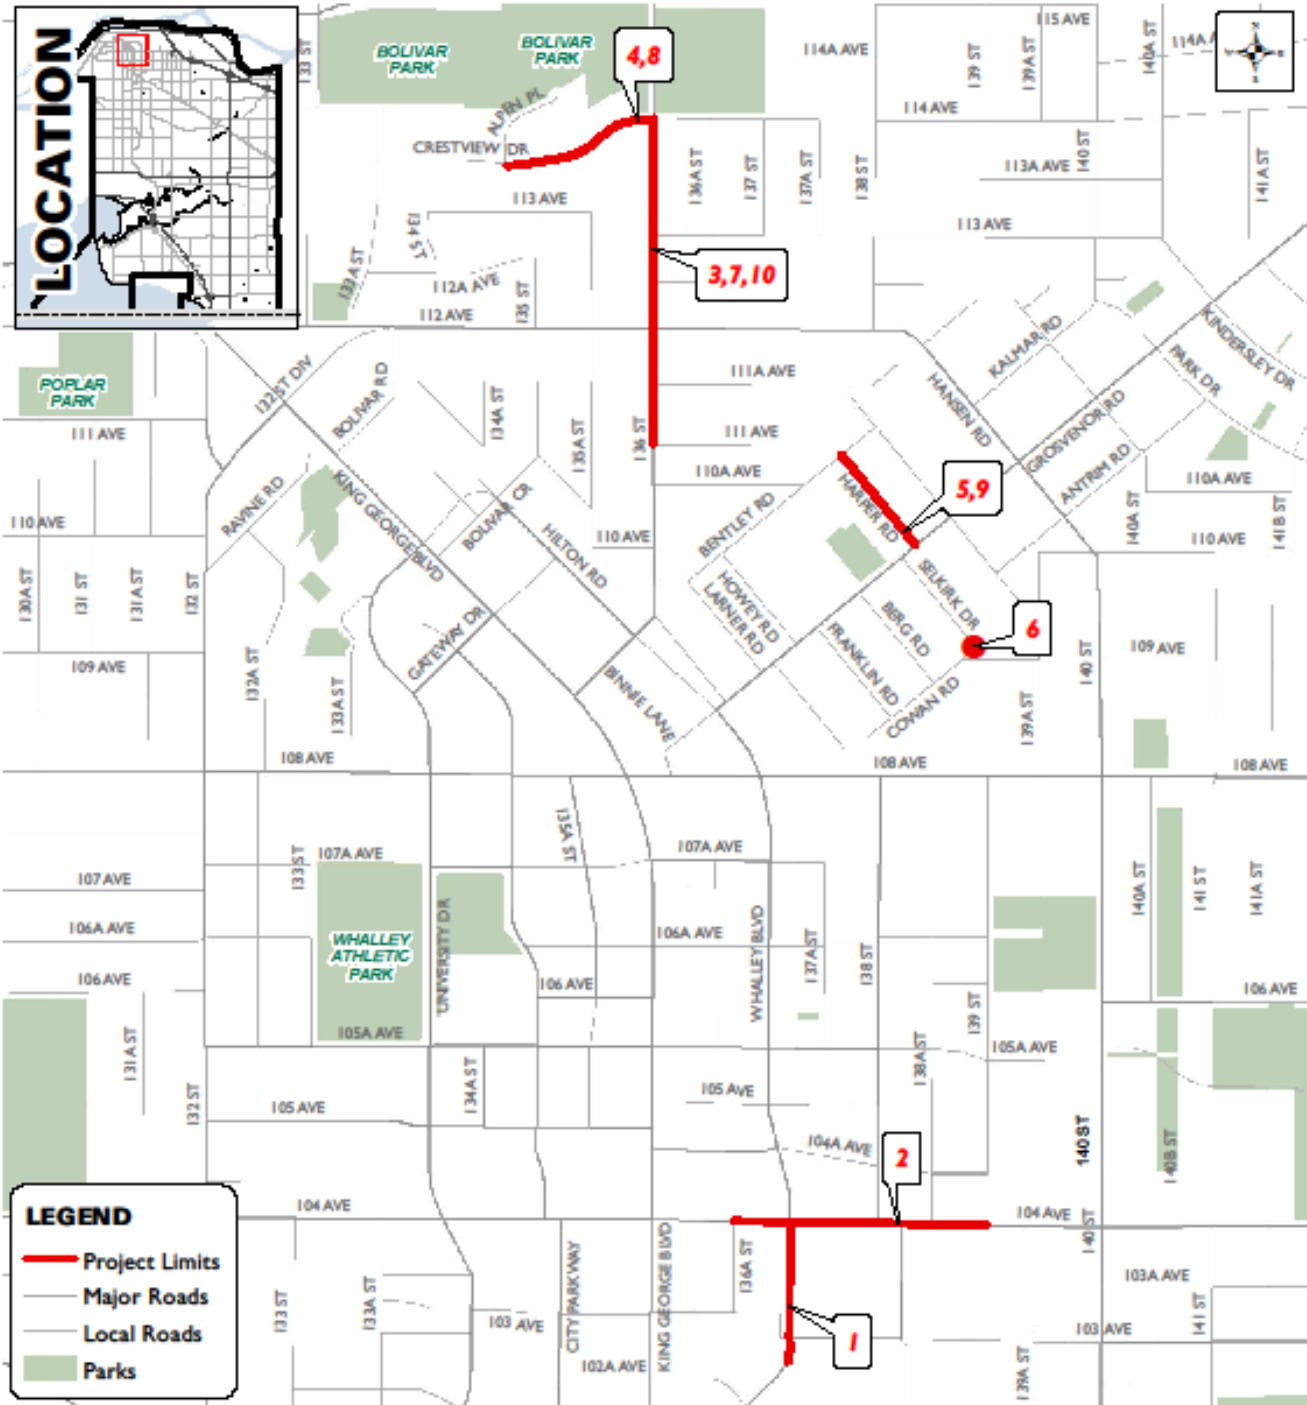 LOCATION
133 ST
BOLIVAR
PARK
BOLIVAR
PARK
4,8
115 AVE
114A AVE
139 ST
139A ST
140A ST
114A
ALPEN PL
114 AVE
CRESTVIEW DR
136A ST
137 ST
137A ST
138 ST
140 ST
113A AVE
141A ST
113 AVE
134 ST
113 AVE
133A ST
3,7,10
112A AVE
135 ST
112 AVE
KALMAR RD
KINDERSLEY DR
PARK DR
POPLAR
PARK
132 ST DIV
BOLIVAR RD
111A AVE
HANSEN RD
134A ST
GROSVENOR RD
111 AVE
135A ST
136 ST
111 AVE
110A AVE
ANTRIM RD
110A AVE
5,9
HARPER RD
RAVINE RD
KING GEORGE BLVD
BOLIVAR CR
BENTLEY RD
140A ST
141B ST
110 AVE
HILTON RD
110 AVE
110 AVE
130A ST
131 ST
131A ST
132 ST
SELKIRK DR
HOWEY RD
LARNER RD
BERG RD
6
GATEWAY DR
FRANKLIN RD
109 AVE
132A ST
140 ST
109 AVE
133A ST
BINNIE LANE
COWAN RD
139A ST
108 AVE
108 AVE
108 AVE
135A ST
133 ST
107A AVE
107A AVE
107 AVE
140A ST
141 ST
141A ST
UNIVERSITY DR
WHALLEY BLVD
106A AVE
WHALLEY
ATHLETIC
PARK
106A AVE
137A ST
138 ST
106 AVE
106 AVE
106 AVE
139 ST
105A AVE
105A AVE
131A ST
138A ST
134A ST
132 ST
105 AVE
105 AVE
140 ST
104A AVE
140B ST
2
104 AVE
104 AVE
140 ST
LEGEND
Project Limits
Major Roads
Local Roads
Parks
133 ST
133A ST
103 AVE
CITY PARKWAY
102A AVE
KING GEORGE BLVD
136A ST
1
103A AVE
141 ST
103 AVE
139A ST